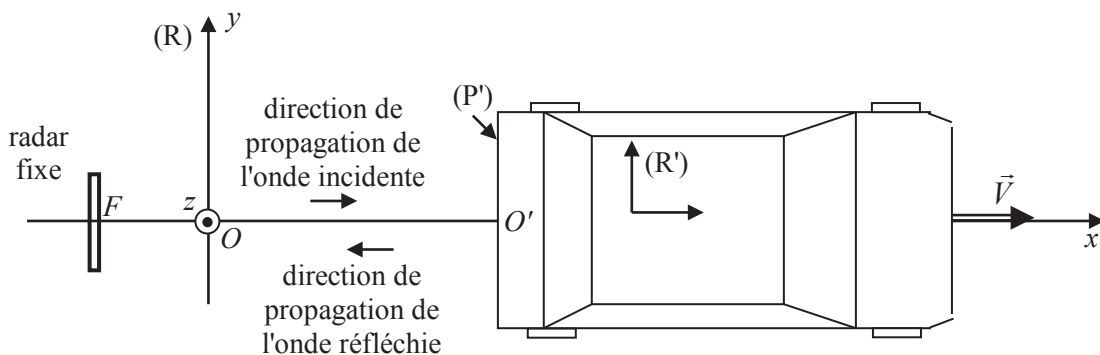 y
(R)
direction de
propagation de
l'onde incidente
(P')
radar
fixe
(R')
V
F
z
O
O'
x
direction de
propagation de
l'onde réfléchie